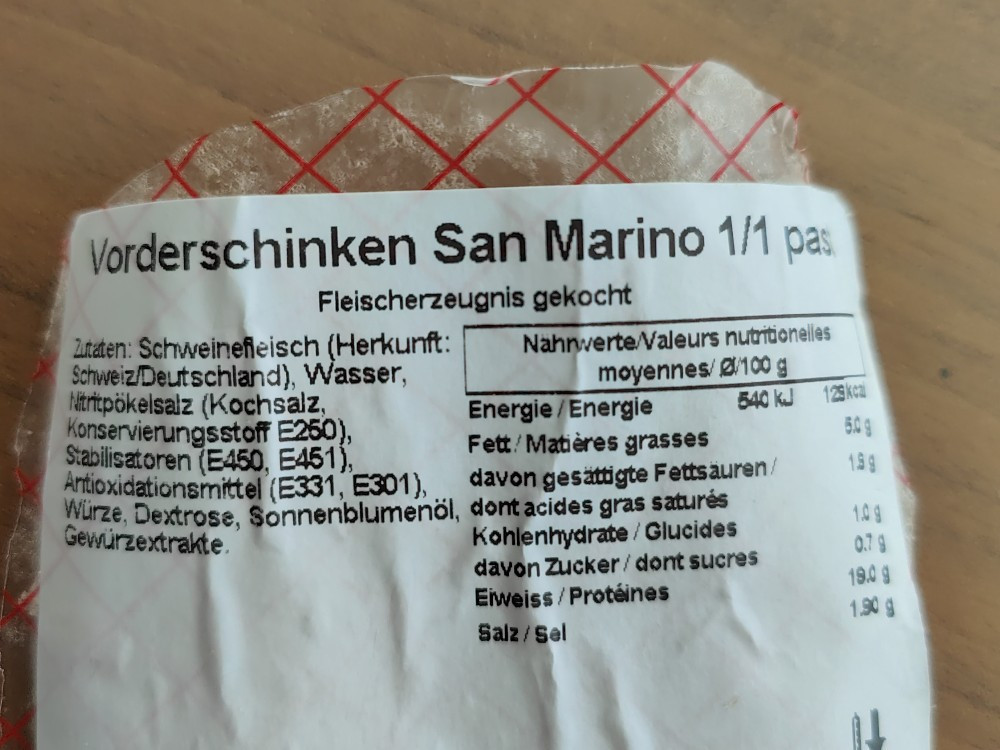 Vorderschinken San Marino 1/1 pas.
Fleischerzeugnis gekocht
Zutaten: Schweinefleisch (Herkunft:
Schweiz/Deutschland), Wasser,
Nitritpökelsalz (Kochsalz,
Konservierungsstoff E250),
Stabilisatoren (E450, E451),
Antioxidationsmittel (E331, E301),
Würze, Dextrose, Sonnenblumenöl,
Gewürzextrakte.
Nährwerte/Valeurs nutritionelles
moyennes/ Ø/100 g
Energie / Energie 540 kJ 129kcal
Fett / Matières grasses 5.0 g
davon gesättigte Fettsäuren / 1.9 g
dont acides gras saturés
Kohlenhydrate / Glucides 1.0 g
davon Zucker / dont sucres 0.7 g
Eiweiss / Protéines 19.0 g
Salz / Sel 1.90 g